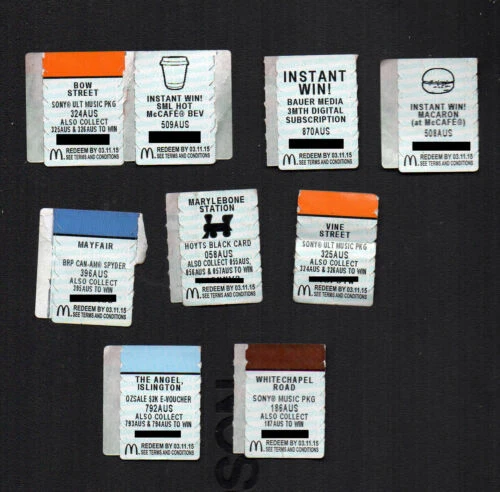 BOW
STREET
SONY® ULT MUSIC PKG
324AUS
ALSO COLLECT
325AUS & 326AUS TO WIN
REDEEM BY 03.11.15
SEE TERMS AND CONDITIONS
INSTANT WIN!
SML HOT
McCAFÉ® BEV
509AUS
REDEEM BY 03.11.15
SEE TERMS AND CONDITIONS
INSTANT
WIN!
BAUER MEDIA
3MTH DIGITAL
SUBSCRIPTION
870AUS
REDEEM BY 03.11.15
SEE TERMS AND CONDITIONS
INSTANT WIN!
MACARON
(at McCAFÉ®)
508AUS
REDEEM BY 03.11.15
SEE TERMS AND CONDITIONS
MAYFAIR
BRP CAN-AM® SPYDER
396AUS
ALSO COLLECT
395AUS TO WIN
REDEEM BY 03.11.15
SEE TERMS AND CONDITIONS
MARYLEBONE
STATION
HOYTS BLACK CARD
058AUS
ALSO COLLECT 055AUS,
056AUS & 057AUS TO WIN
REDEEM BY 03.11.15
SEE TERMS AND CONDITIONS
VINE
STREET
SONY® ULT MUSIC PKG
325AUS
ALSO COLLECT
324AUS & 326AUS TO WIN
REDEEM BY 03.11.15
SEE TERMS AND CONDITIONS
THE ANGEL,
ISLINGTON
OZSALE $2K E-VOUCHER
792AUS
ALSO COLLECT
793AUS & 794AUS TO WIN
REDEEM BY 03.11.15
SEE TERMS AND CONDITIONS
WHITECHAPEL
ROAD
SONY® MUSIC PKG
186AUS
ALSO COLLECT
187AUS TO WIN
REDEEM BY 03.11.15
SEE TERMS AND CONDITIONS